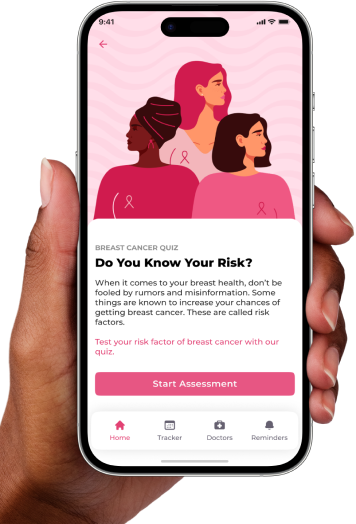 9:41
BREAST CANCER QUIZ
Do You Know Your Risk?
When it comes to your breast health, don't be
fooled by rumors and misinformation. Some
things are known to increase your chances of
getting breast cancer. These are called risk
factors.
Test your risk factor of breast cancer with our
quiz.
Start Assessment
Home Tracker Doctors Reminders